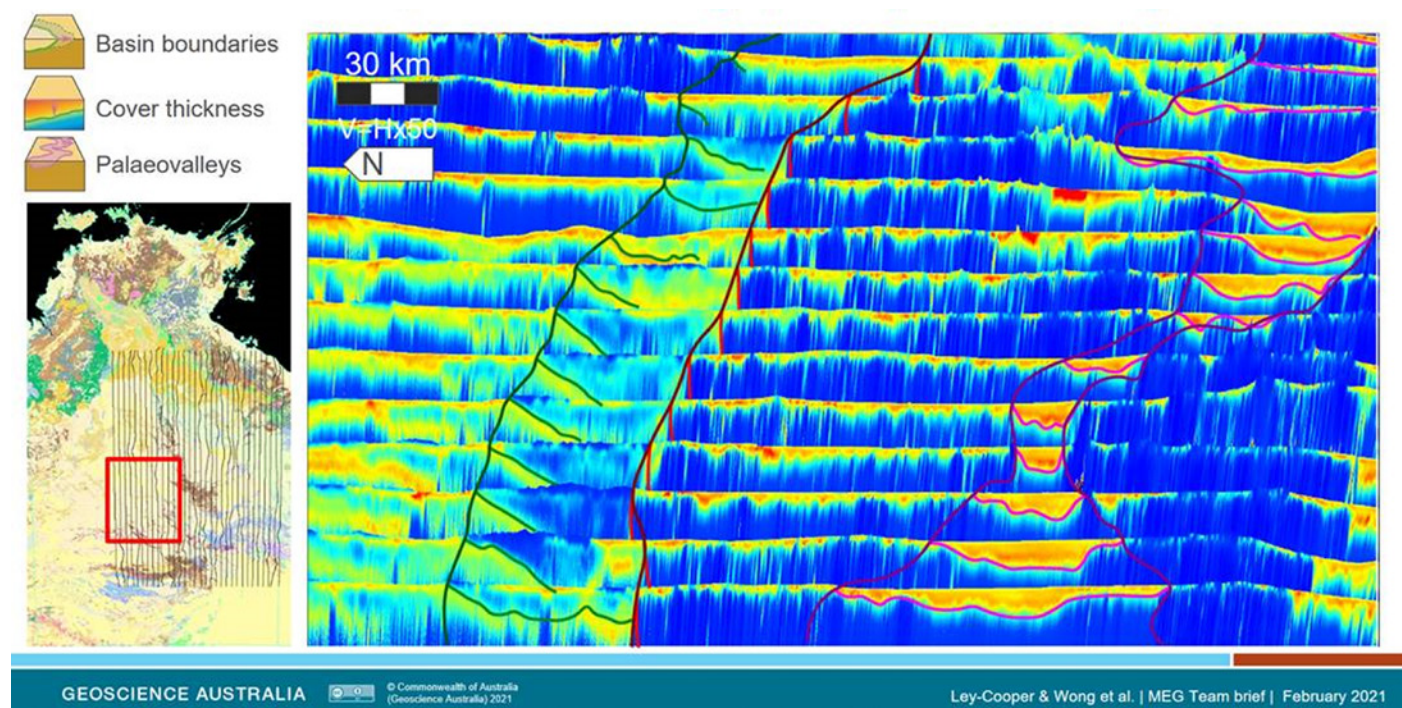 Basin boundaries
Cover thickness
Palaeovalleys
30 km
V=Hx50
N
GEOSCIENCE AUSTRALIA
© Commonwealth of Australia
(Geoscience Australia) 2021
Ley-Cooper & Wong et al. | MEG Team brief | February 2021